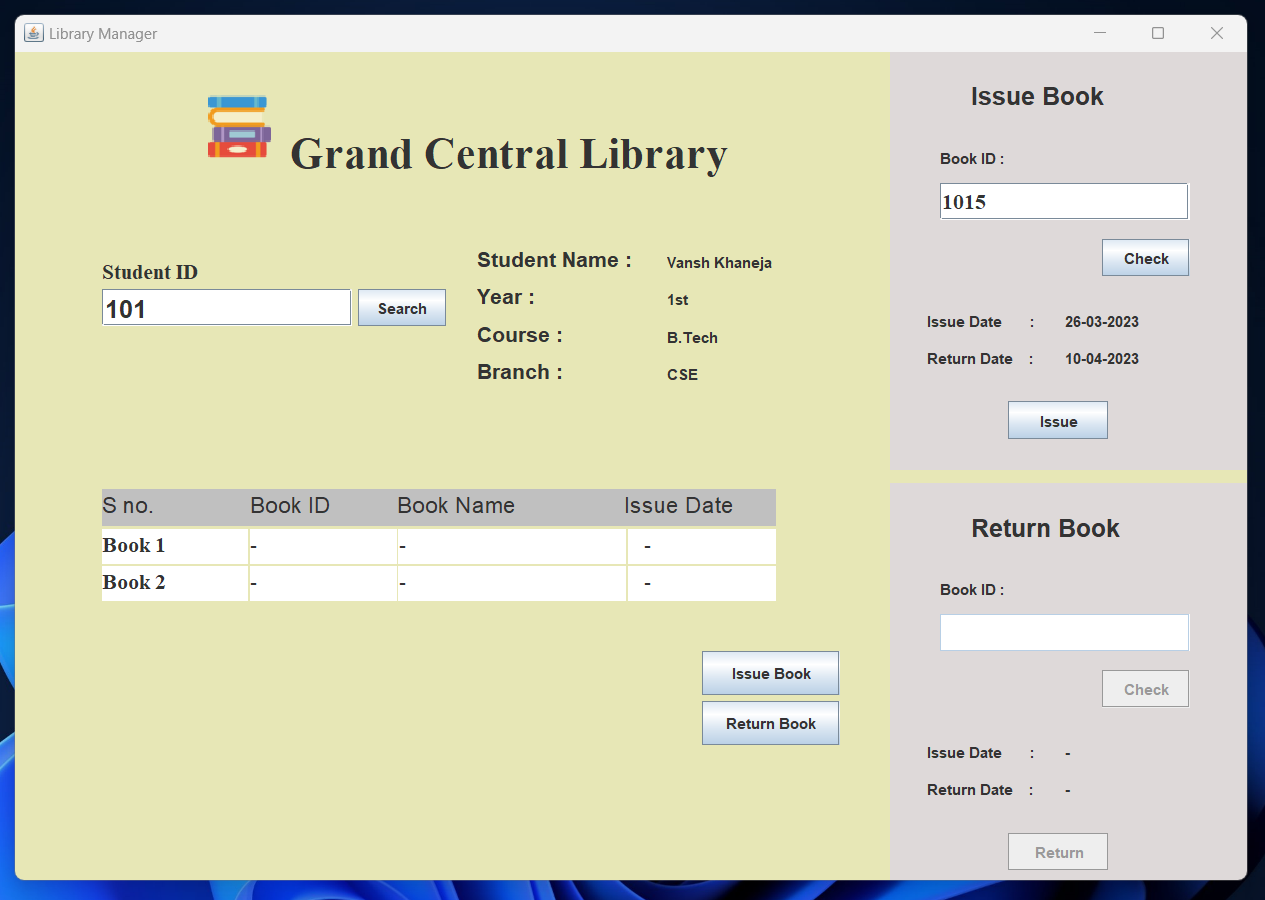 Library Manager
Grand Central Library
Student ID
101
Search
Student Name : Vansh Khaneja
Year : 1st
Course : B.Tech
Branch : CSE
S no. Book ID Book Name Issue Date
Book 1 - - -
Book 2 - - -
Issue Book
Return Book
Issue Book
Book ID :
1015
Check
Issue Date : 26-03-2023
Return Date : 10-04-2023
Issue
Return Book
Book ID :
Check
Issue Date : -
Return Date : -
Return